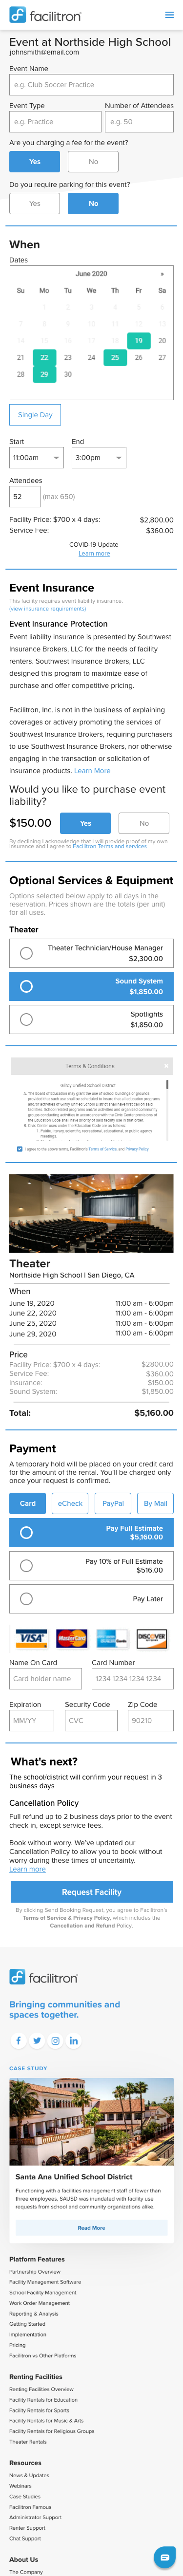 facilitron
Event at Northside High School
johnsmith@email.com
Event Name
e.g. Club Soccer Practice
Event Type Number of Attendees
e.g. Practice e.g. 50
Are you charging a fee for the event?
Yes No
Do you require parking for this event?
Yes No
When
Dates
June 2020 »
Su Mo Tu We Th Fr Sa
1 2 3 4 5 6
7 8 9 10 11 12 13
14 15 16 17 18 19 20
21 22 23 24 25 26 27
28 29 30
Single Day
Start End
11:00am 3:00pm
Attendees
52 (max 650)
Facility Price: $700 x 4 days: $2,800.00
Service Fee: $360.00
COVID-19 Update
Learn more
Event Insurance
This facility requires event liability insurance.
(view insurance requirements)
Event Insurance Protection
Event liability insurance is presented by Southwest
Insurance Brokers, LLC for the needs of facility
renters. Southwest Insurance Brokers, LLC
designed this program to maximize ease of
purchase and offer competitive pricing.
Facilitron, Inc. is not in the business of explaining
coverages or actively promoting the services of
Southwest Insurance Brokers, requiring purchasers
to use Southwest Insurance Brokers, nor otherwise
engaging in the transaction for or solicitation of
insurance products. Learn More
Would you to purchase event
liability?
$150.00 Yes No
By declining I acknowledge that I will provide proof of my own
insurance and I agree to Facilitron Terms and services
Optional Services & Equipment
Options selected below apply to all days in the
reservation. Prices shown are the totals (per unit)
for all uses.
Theater
Theater Technician/House Manager
$2,300.00
Sound System
$1,850.00
Spotlights
$1,850.00
Terms & Conditions
I agree to the above terms, Facilitron's Terms of Service, and Privacy Policy
Theater
Northside High School | San Diego, CA
When
June 19, 2020 11:00 am - 6:00pm
June 22, 2020 11:00 am - 6:00pm
June 25, 2020 11:00 am - 6:00pm
June 29, 2020 11:00 am - 6:00pm
Price
Facility Price: $700 x 4 days: $2800.00
Service Fee: $360.00
Insurance: $150.00
Sound System: $1,850.00
Total: $5,160.00
Payment
A temporary hold will be placed on your credit card
for the amount of the rental. You'll be charged only
once your request is confirmed.
Card eCheck PayPal By Mail
Pay Full Estimate
$5,160.00
Pay 10% of Full Estimate
$516.00
Pay Later
VISA MasterCard DISCOVER
Name On Card Card Number
Card holder name 1234 1234 1234 1234
Expiration Security Code Zip Code
MM/YY CVC 90210
What's next?
The school/district will confirm your request in 3
business days
Cancellation Policy
Full refund up to 2 business days prior to the event
check in, except service fees.
Book without worry. We've updated our
Cancellation Policy to allow you to book without
worry during these times of uncertainty.
Learn more
Request Facility
By clicking Send Booking Request, you agree to Facilitron's
Terms of Service & Privacy Policy, which includes the
Cancellation and Refund Policy.
facilitron
Bringing communities and
spaces together.
CASE STUDY
Santa Ana Unified School District
Functioning with a facilities management staff of fewer than
three employees, SAUSD was inundated with facility use
requests from school and community organizations alike.
Read More
Platform Features
Partnership Overview
Facility Management Software
School Facility Management
Work Order Management
Reporting & Analysis
Getting Started
Implementation
Pricing
Facilitron vs Other Platforms
Renting Facilities
Renting Facilities Overview
Facility Rentals for Education
Facility Rentals for Sports
Facility Rentals for Music & Arts
Facility Rentals for Religious Groups
Theater Rentals
Resources
News & Updates
Webinars
Case Studies
Facilitron Famous
Administrator Support
Renter Support
Chat Support
About Us
The Company